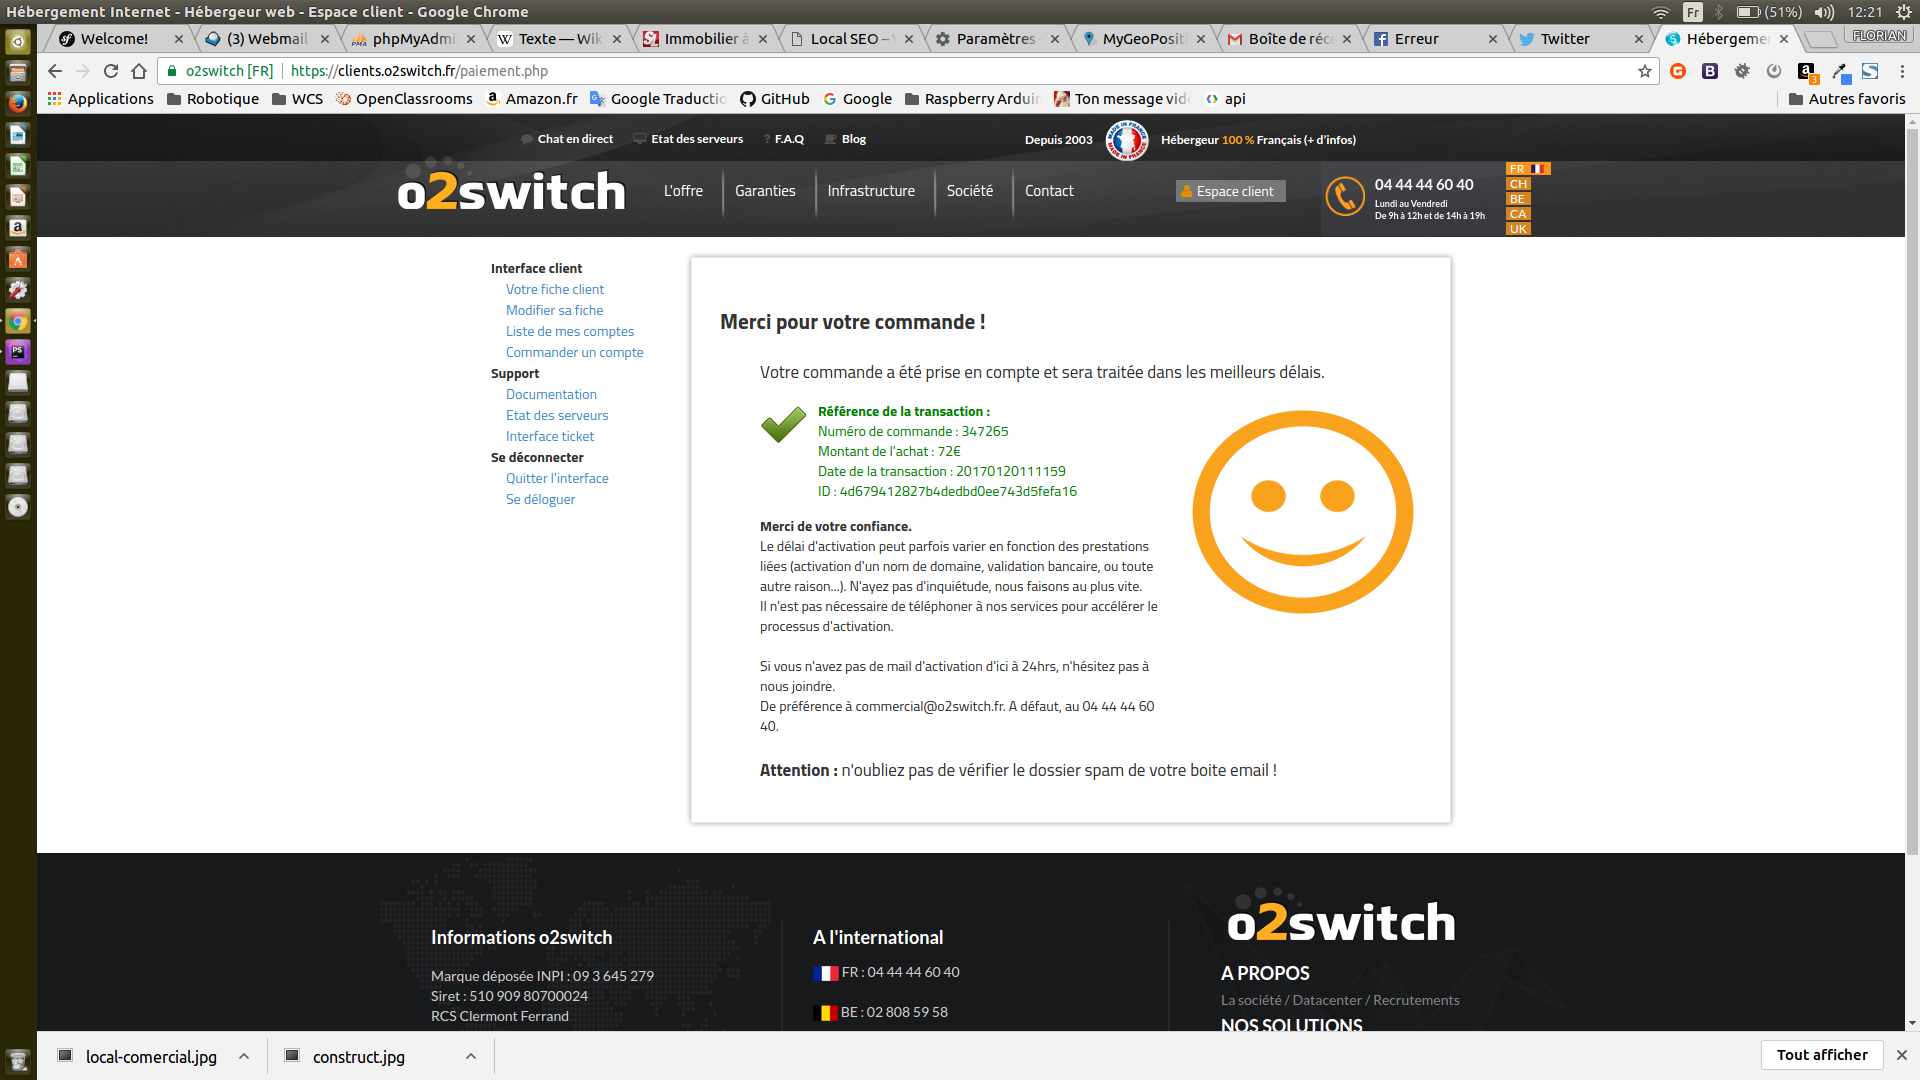 Hébergement Internet - Hébergeur web - Espace client - Google Chrome
Fr (51%) 12:21
Welcome! (3) Webmail phpMyAdmi Texte — Wik Immobilier à Local SEO – Paramètres - MyGeoPositi Boîte de réc Erreur Twitter Hébergeme FLORIAN
o2switch [FR] https://clients.o2switch.fr/paiement.php
Applications Robotique WCS OpenClassrooms Amazon.fr Google Traductio GitHub Google Raspberry Arduin Ton message vid api Autres favoris
Chat en direct Etat des serveurs ? F.A.Q Blog Depuis 2003 MADE IN FRANCE Hébergeur 100 % Français (+ d'infos)
o2switch L'offre Garanties Infrastructure Société Contact Espace client
04 44 44 60 40
Lundi au Vendredi
De 9h à 12h et de 14h à 19h
FR
CH
BE
CA
UK
Interface client
Votre fiche client
Modifier sa fiche
Liste de mes comptes
Commander un compte
Support
Documentation
Etat des serveurs
Interface ticket
Se déconnecter
Quitter l'interface
Se déloguer
Merci pour votre commande !
Votre commande a été prise en compte et sera traitée dans les meilleurs délais.
Référence de la transaction :
Numéro de commande : 347265
Montant de l'achat : 72€
Date de la transaction : 20170120111159
ID : 4d679412827b4dedbd0ee743d5fefa16
Merci de votre confiance.
Le délai d'activation peut parfois varier en fonction des prestations
liées (activation d'un nom de domaine, validation bancaire, ou toute
autre raison...). N'ayez pas d'inquiétude, nous faisons au plus vite.
Il n'est pas nécessaire de téléphoner à nos services pour accélérer le
processus d'activation.
Si vous n'avez pas de mail d'activation d'ici à 24hrs, n'hésitez pas à
nous joindre.
De préférence à commercial@o2switch.fr. A défaut, au 04 44 44 60
40.
Attention : n'oubliez pas de vérifier le dossier spam de votre boite email !
Informations o2switch
Marque déposée INPI : 09 3 645 279
Siret : 510 909 80700024
RCS Clermont Ferrand
A l'international
FR : 04 44 44 60 40
BE : 02 808 59 58
o2switch
A PROPOS
La société / Datacenter / Recrutements
NOS SOLUTIONS
local-comercial.jpg construct.jpg Tout afficher